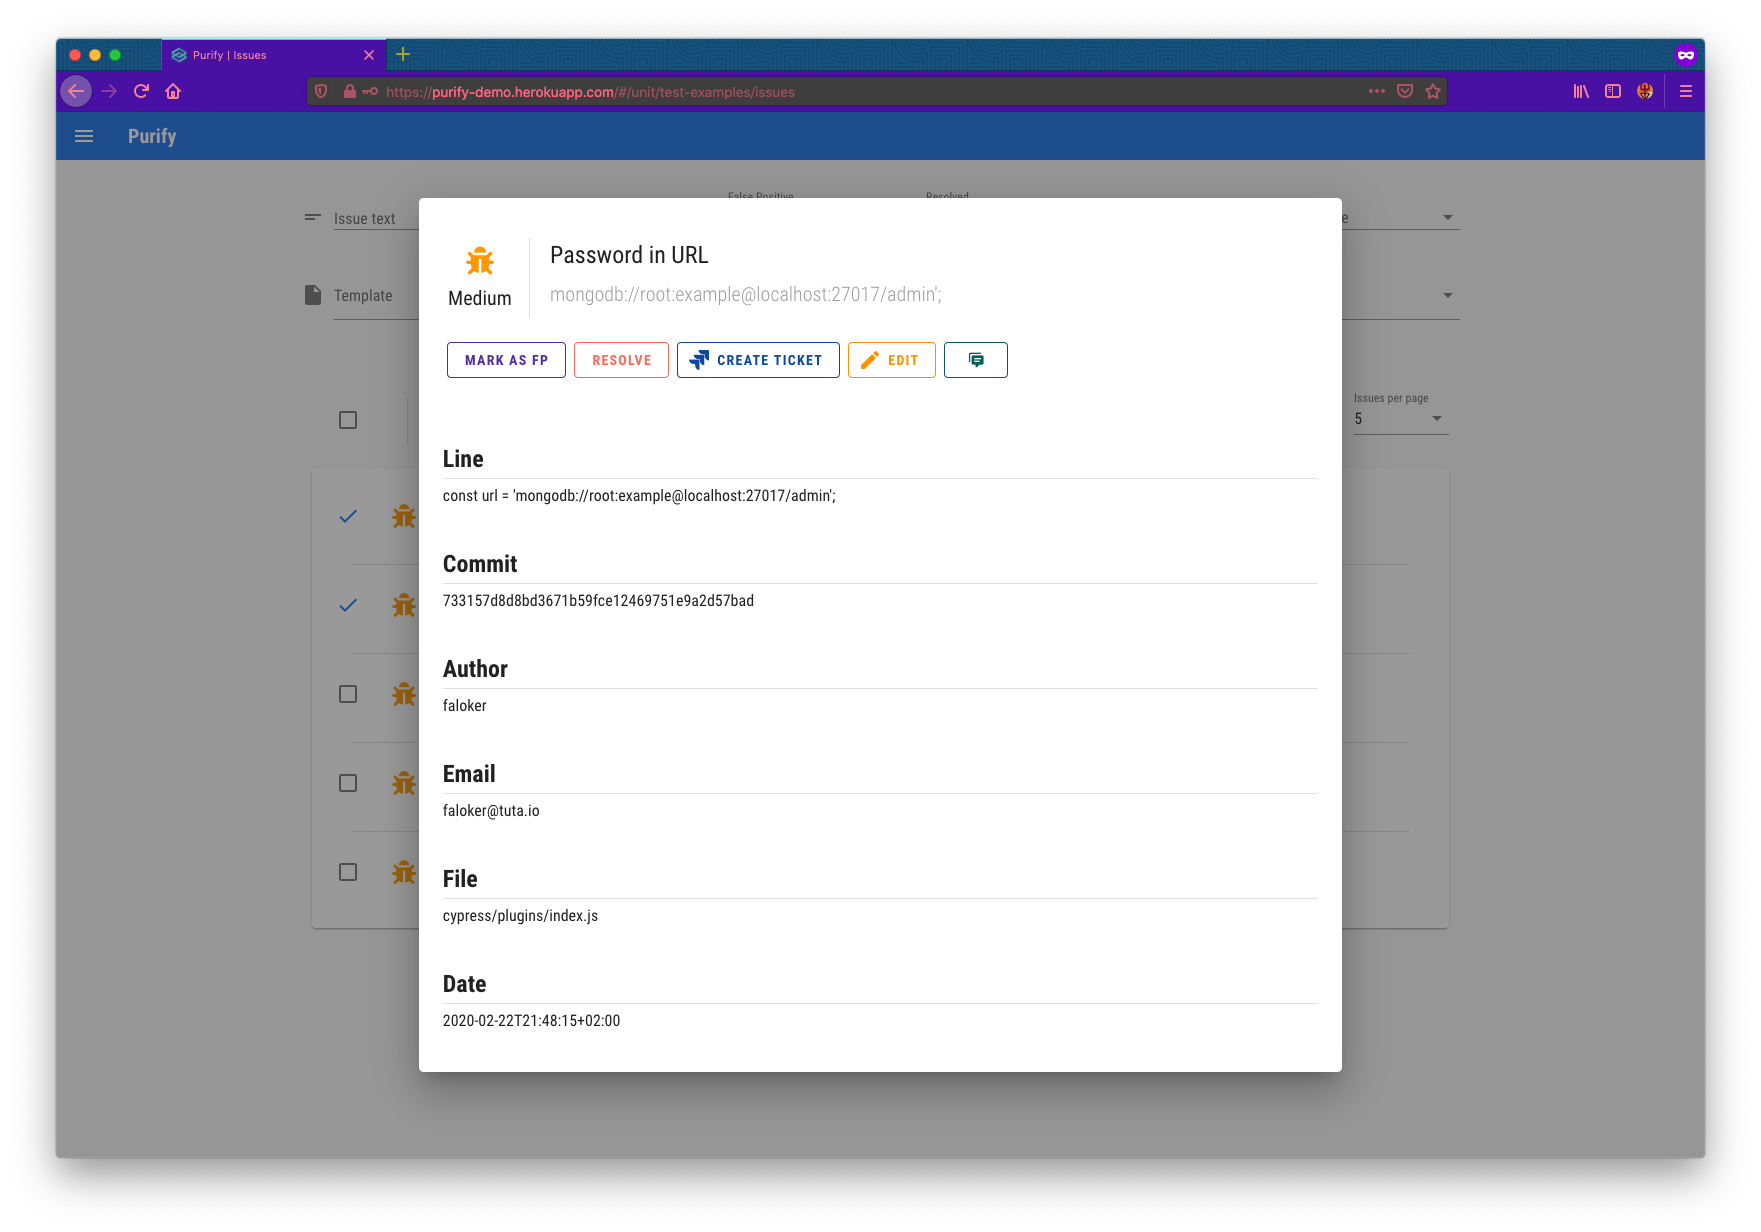 Purify | Issues
https://purify-demo.herokuapp.com/#/unit/test-examples/issues
Purify
False Positive
Resolved
Issue text
Template
Issues per page
5
Password in URL
Medium
mongodb://root:example@localhost:27017/admin';
MARK AS FP
RESOLVE
CREATE TICKET
EDIT
Line
const url = 'mongodb://root:example@localhost:27017/admin';
Commit
733157d8d8bd3671b59fce12469751e9a2d57bad
Author
faloker
Email
faloker@tuta.io
File
cypress/plugins/index.js
Date
2020-02-22T21:48:15+02:00